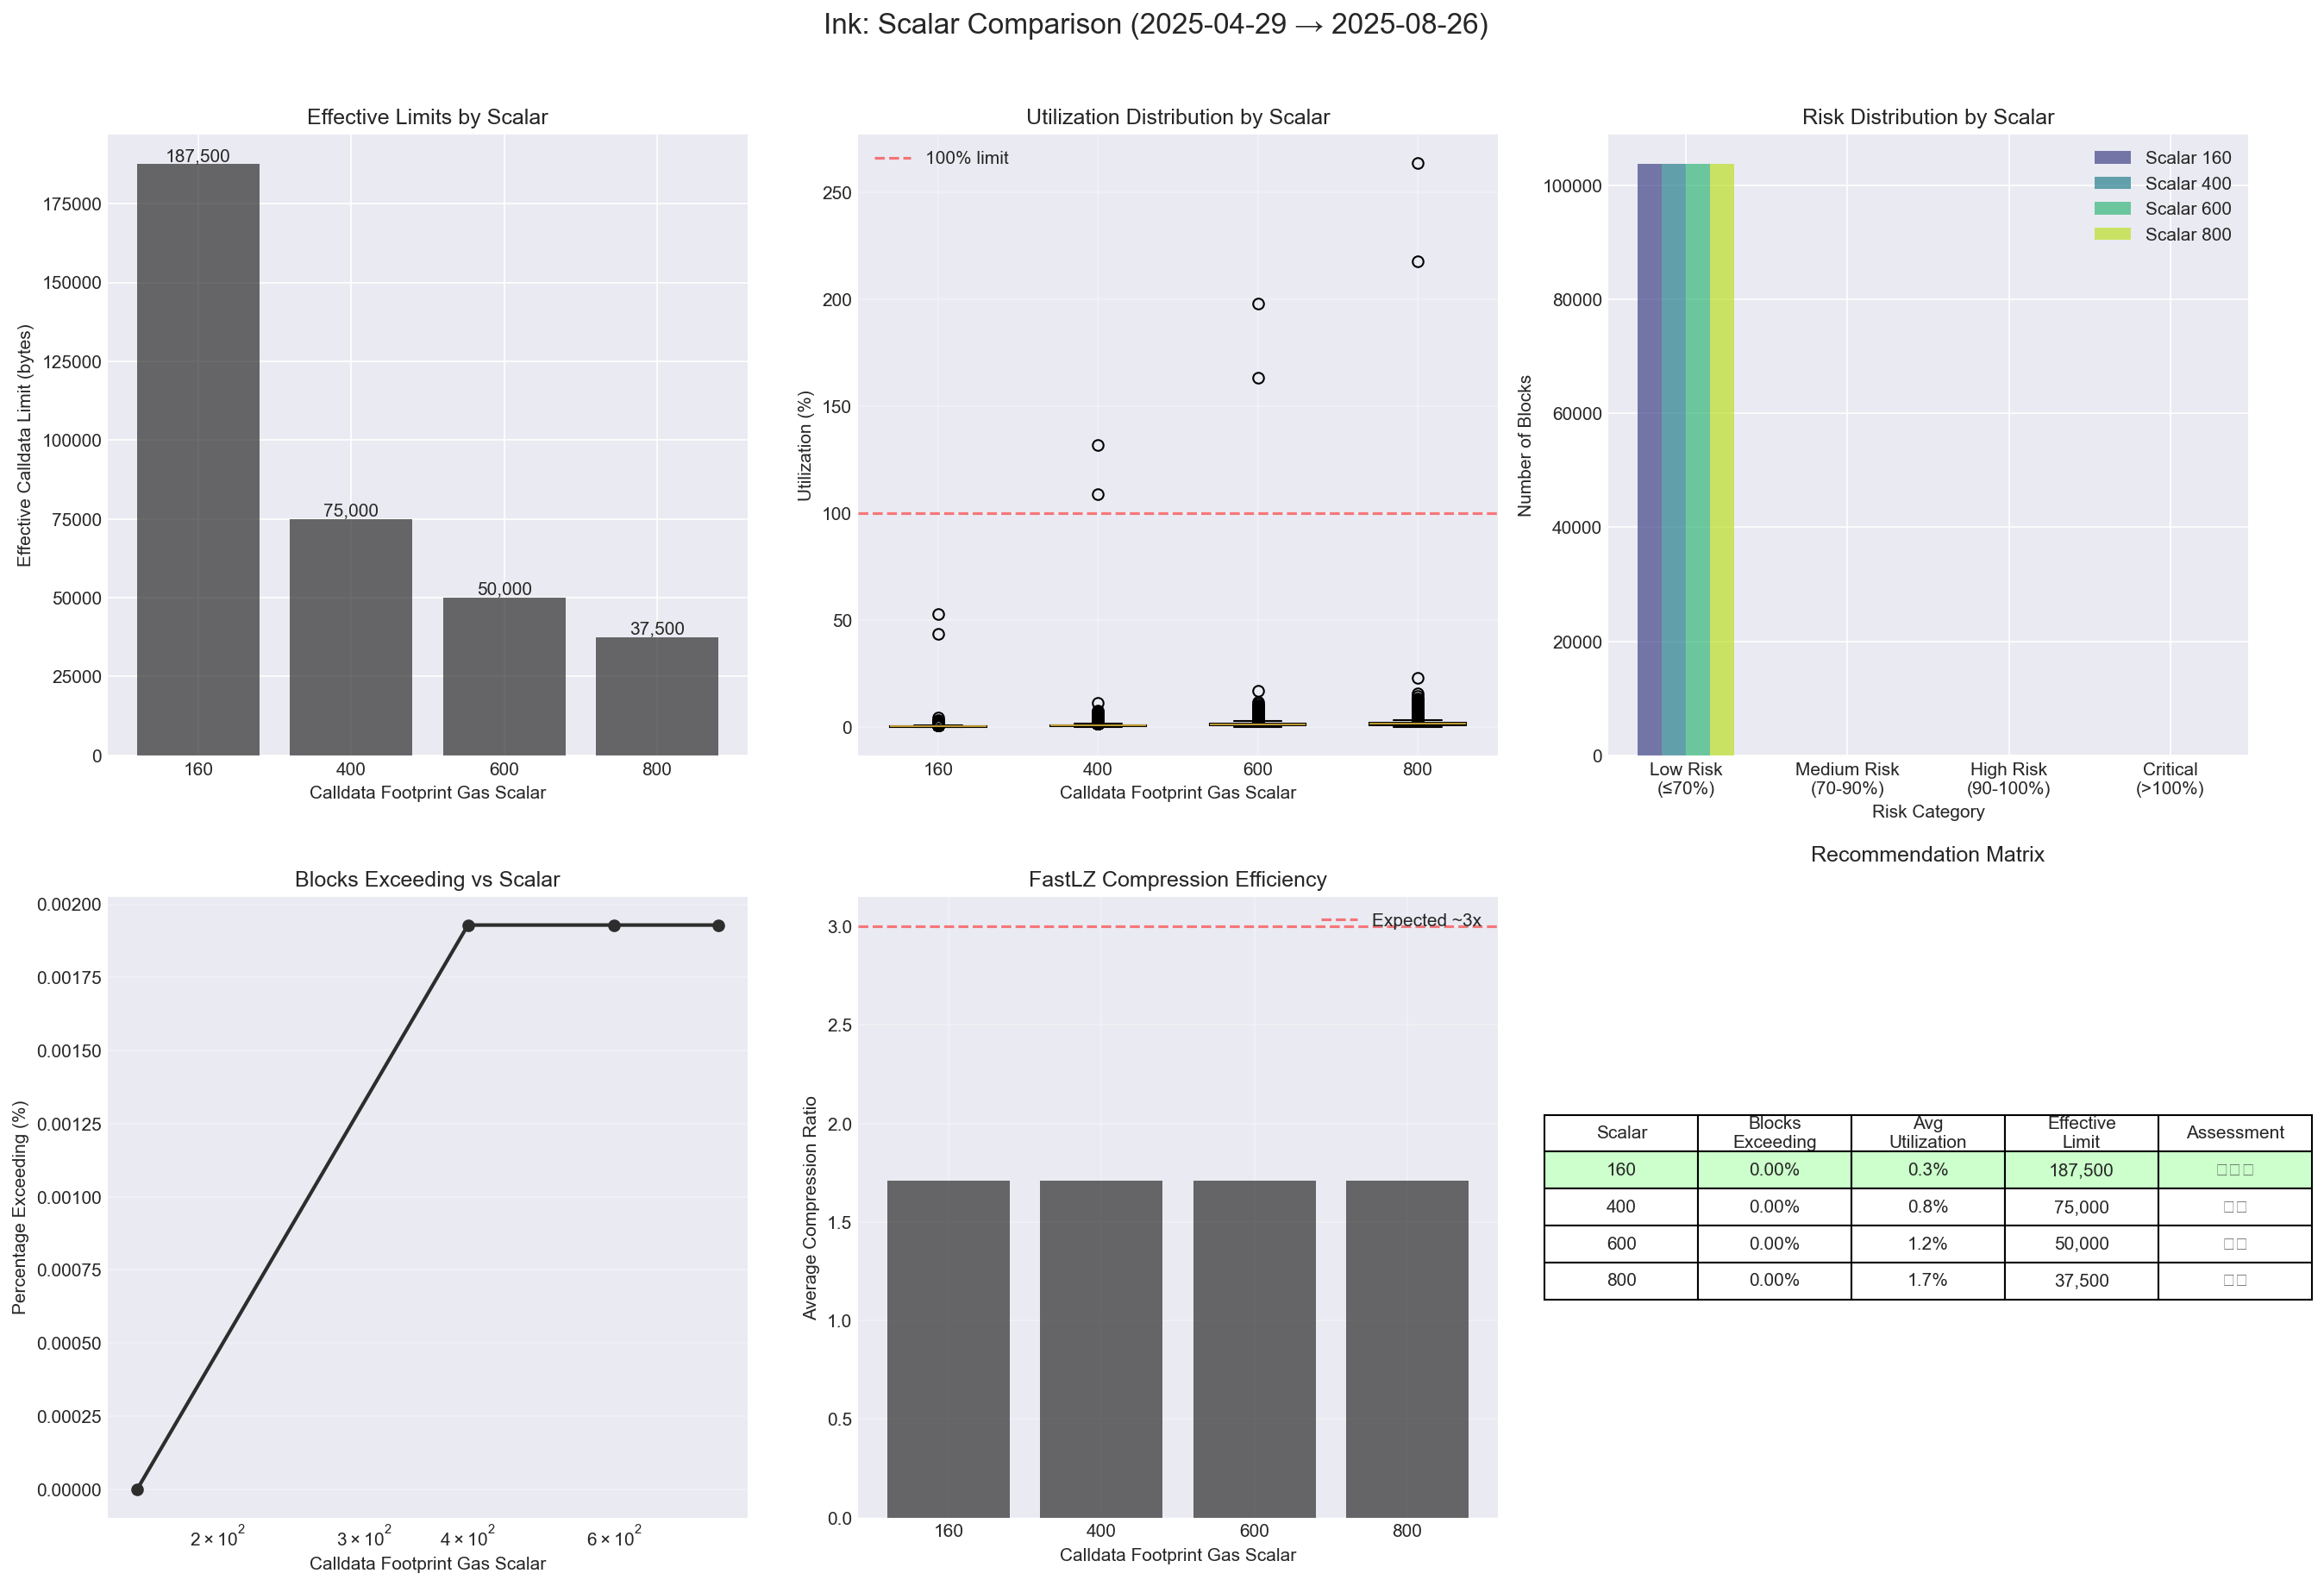 Ink: Scalar Comparison (2025-04-29 → 2025-08-26)
Effective Limits by Scalar
Effective Calldata Limit (bytes)
175000
150000
125000
100000
75000
50000
25000
0
187,500
75,000
50,000
37,500
160 400 600 800
Calldata Footprint Gas Scalar
Utilization Distribution by Scalar
100% limit
Utilization (%)
250
200
150
100
50
0
160 400 600 800
Calldata Footprint Gas Scalar
Risk Distribution by Scalar
Scalar 160
Scalar 400
Scalar 600
Scalar 800
Number of Blocks
100000
80000
60000
40000
20000
0
Low Risk Medium Risk High Risk Critical
(≤70%) (70-90%) (90-100%) (>100%)
Risk Category
Blocks Exceeding vs Scalar
Percentage Exceeding (%)
0.00200
0.00175
0.00150
0.00125
0.00100
0.00075
0.00050
0.00025
0.00000
2 × 10² 3 × 10² 4 × 10² 6 × 10²
Calldata Footprint Gas Scalar
FastLZ Compression Efficiency
Expected ~3x
Average Compression Ratio
3.0
2.5
2.0
1.5
1.0
0.5
0.0
160 400 600 800
Calldata Footprint Gas Scalar
Recommendation Matrix
Scalar Blocks Exceeding Avg Utilization Effective Limit Assessment
160 0.00% 0.3% 187,500
400 0.00% 0.8% 75,000
600 0.00% 1.2% 50,000
800 0.00% 1.7% 37,500